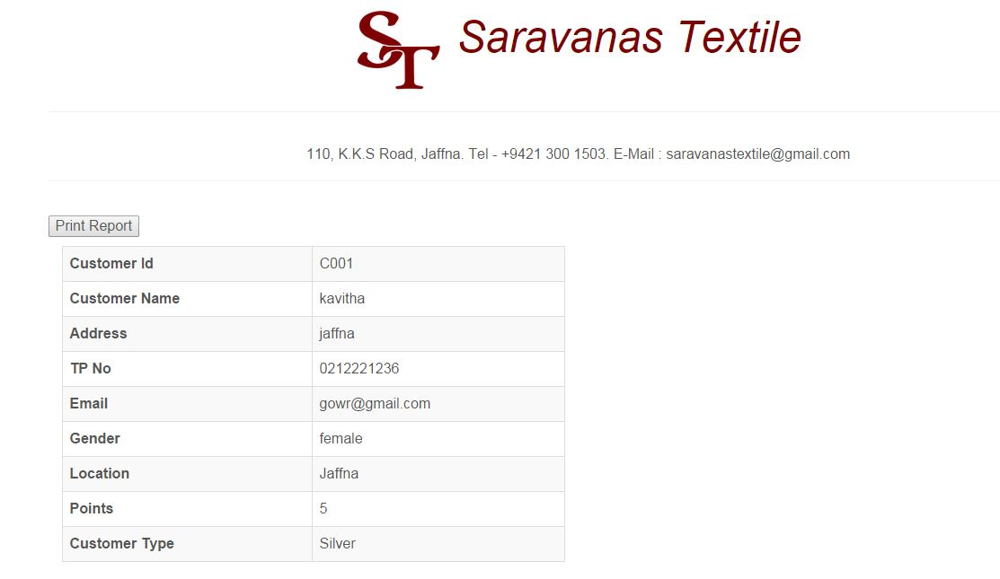 ST Saravanas Textile
110, K.K.S Road, Jaffna. Tel - +9421 300 1503. E-Mail : saravanastextile@gmail.com
Print Report
Customer Id C001
Customer Name kavitha
Address jaffna
TP No 0212221236
Email gowr@gmail.com
Gender female
Location Jaffna
Points 5
Customer Type Silver